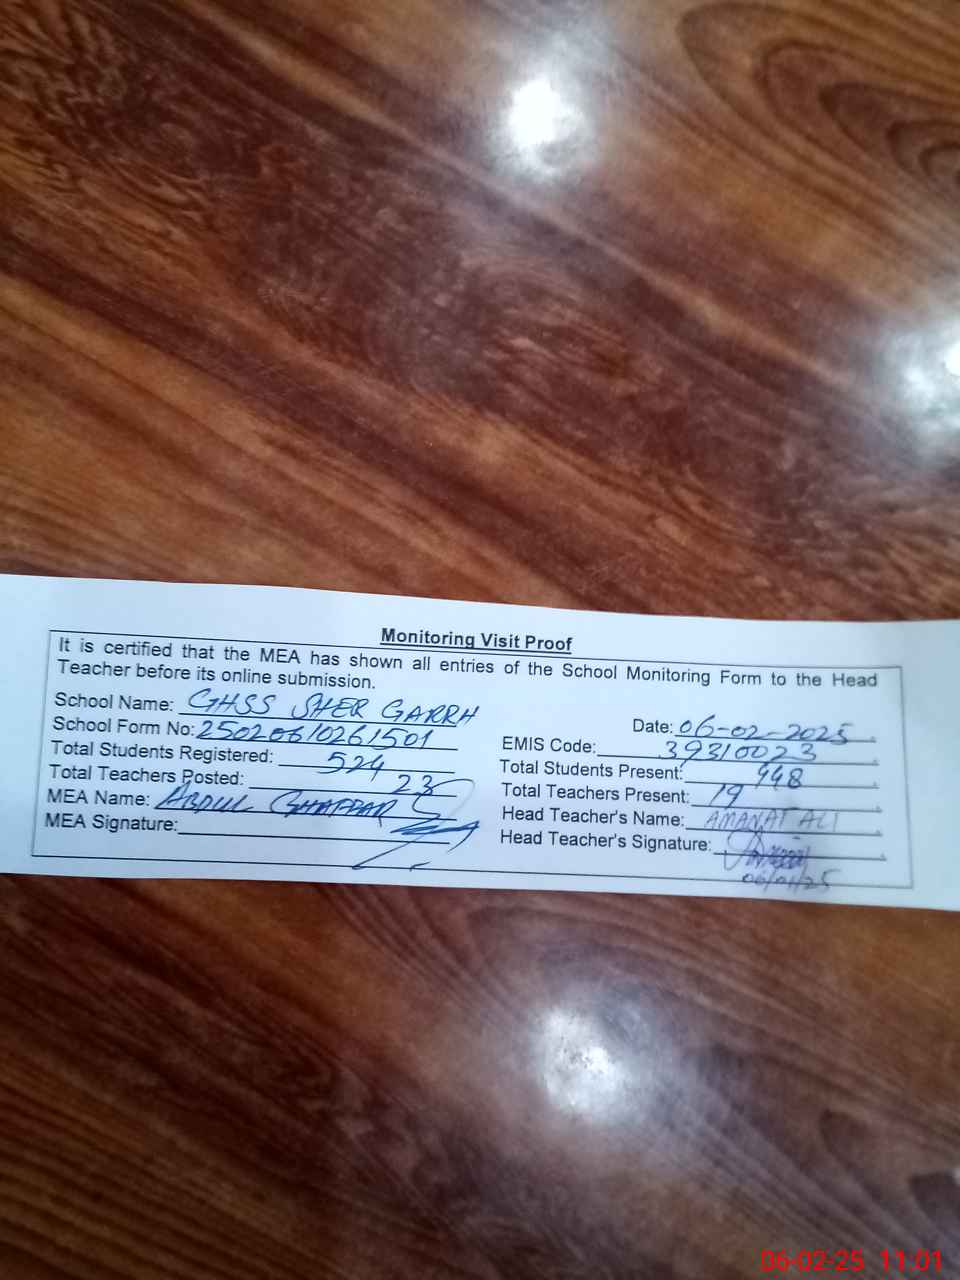 Monitoring Visit Proof
It is certified that the MEA has shown all entries of the School Monitoring Form to the Head
Teacher before its online submission.
School Name: GHSS SHER GARRH
Date: 06-02-2025
School Form No: 25020610261501
EMIS Code: 39310023
Total Students Registered: 524
Total Students Present: 448
Total Teachers Posted: 23
Total Teachers Present: 19
MEA Name: ABDUL GHAFFAR
Head Teacher's Name: AMANAT ALI
MEA Signature:
Head Teacher's Signature:
06-02-25 11:01